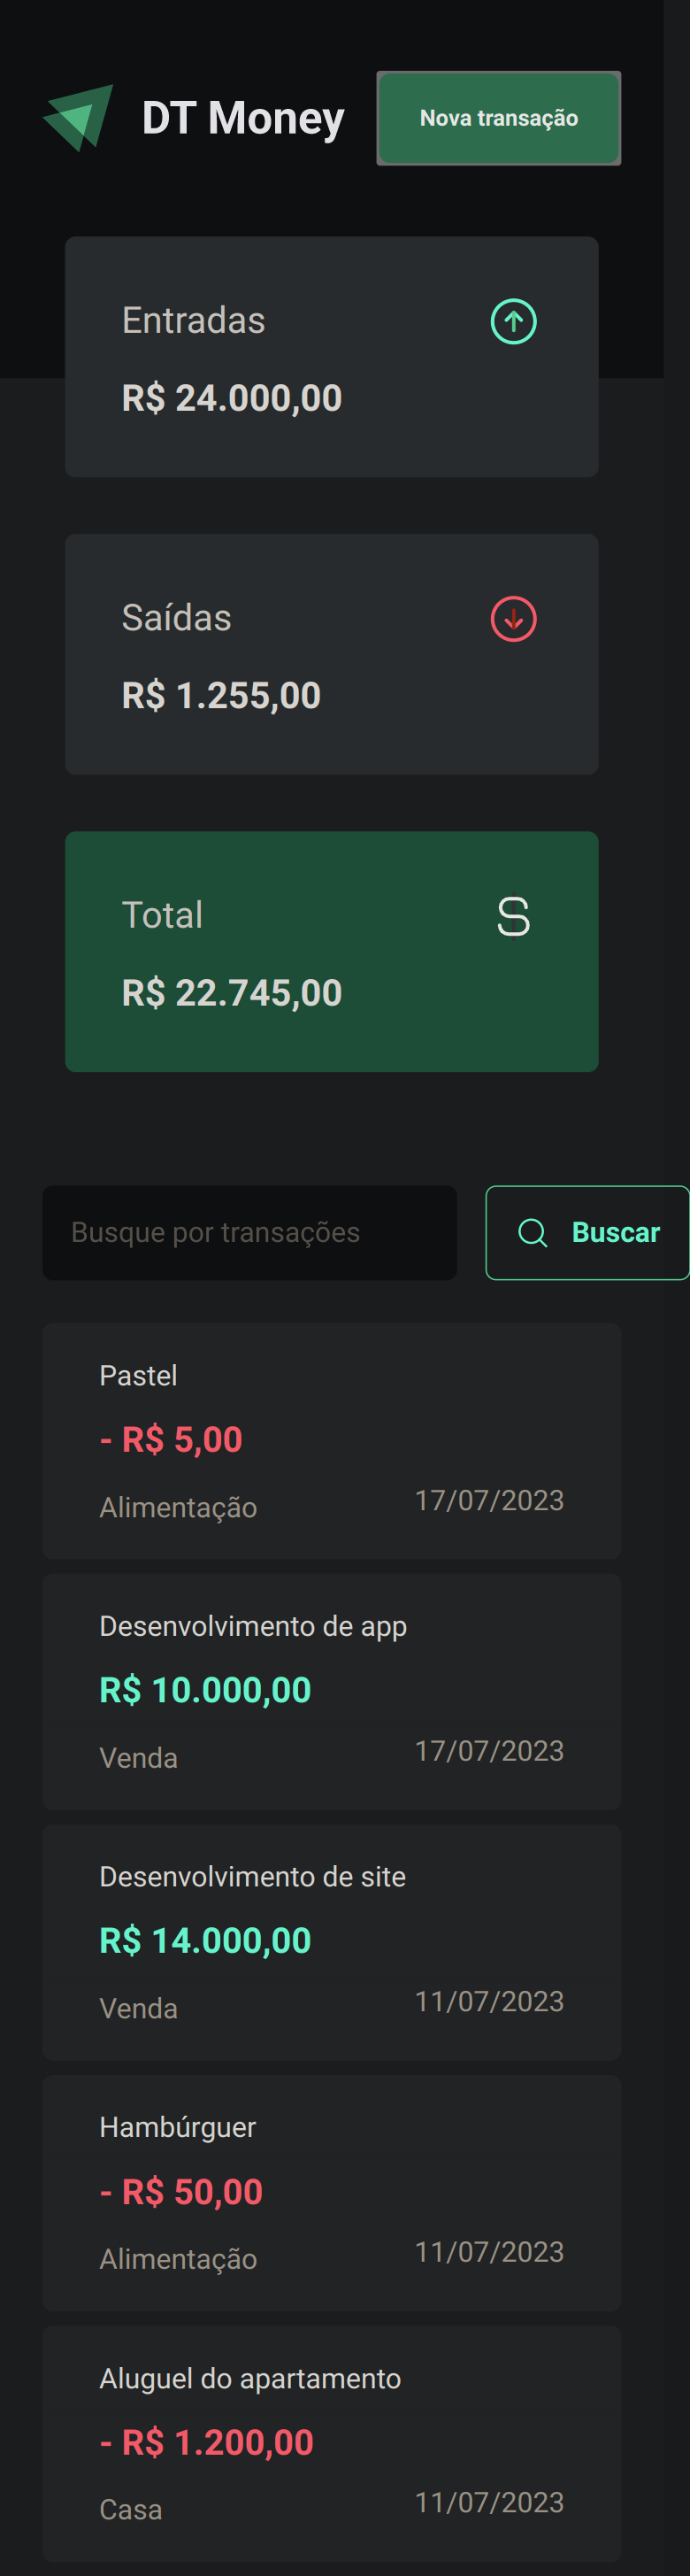 DT Money
Nova transação
Entradas
R$ 24.000,00
Saídas
R$ 1.255,00
Total
$
R$ 22.745,00
Busque por transações
Buscar
Pastel
- R$ 5,00
Alimentação 17/07/2023
Desenvolvimento de app
R$ 10.000,00
Venda 17/07/2023
Desenvolvimento de site
R$ 14.000,00
Venda 11/07/2023
Hambúrguer
- R$ 50,00
Alimentação 11/07/2023
Aluguel do apartamento
- R$ 1.200,00
Casa 11/07/2023